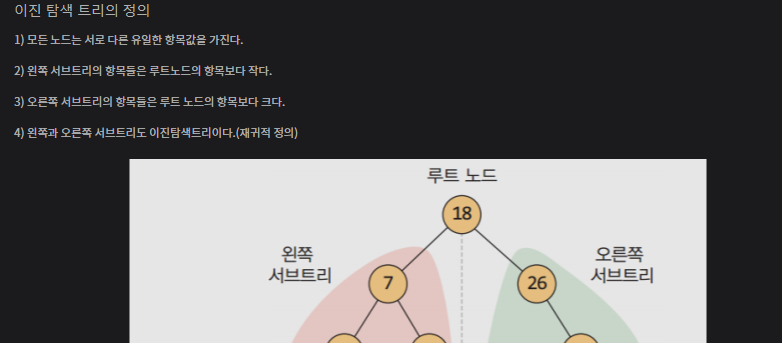 이진 탐색 트리의 정의
1) 모든 노드는 서로 다른 유일한 항목값을 가진다.
2) 왼쪽 서브트리의 항목들은 루트노드의 항목보다 작다.
3) 오른쪽 서브트리의 항목들은 루트 노드의 항목보다 크다.
4) 왼쪽과 오른쪽 서브트리도 이진탐색트리이다.(재귀적 정의)
루트 노드
18
왼쪽
서브트리
오른쪽
서브트리
7
26